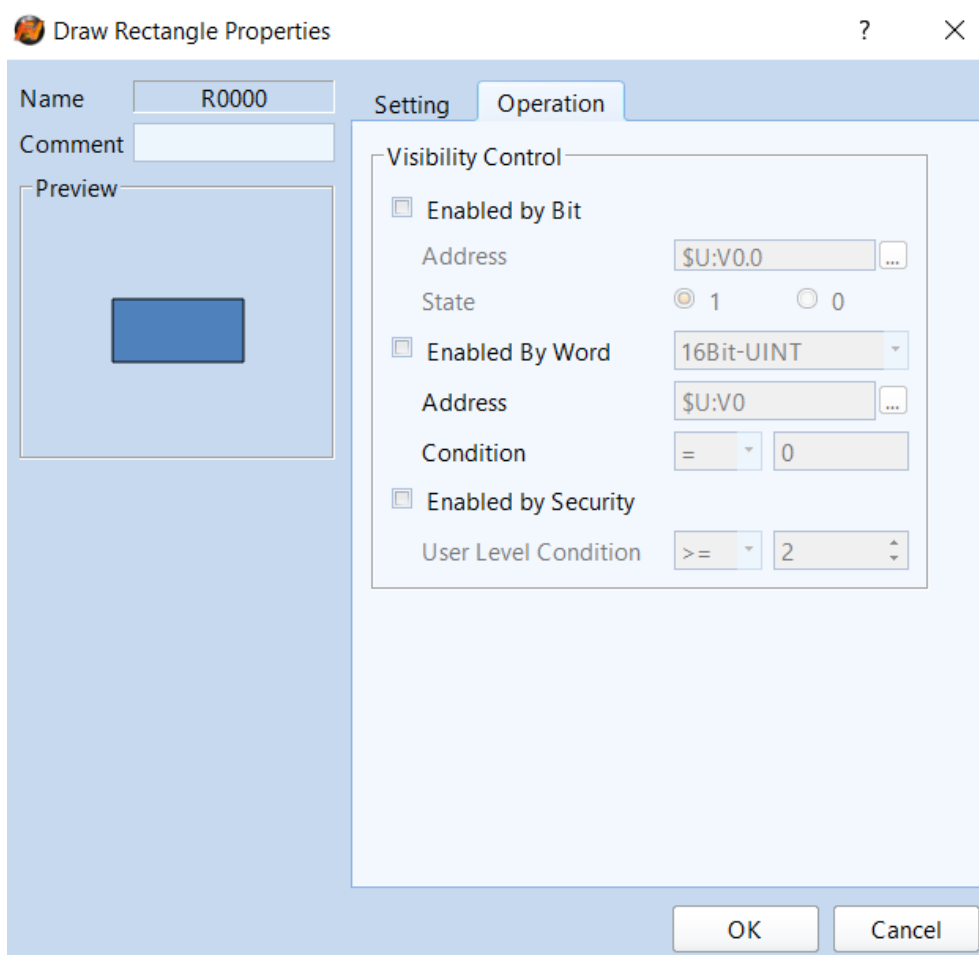 Draw Rectangle Properties
?
Name R0000
Comment
Preview
Setting Operation
Visibility Control
Enabled by Bit
Address $U:V0.0 ...
State 1 0
Enabled By Word 16Bit-UINT
Address $U:V0 ...
Condition = 0
Enabled by Security
User Level Condition >= 2
OK Cancel